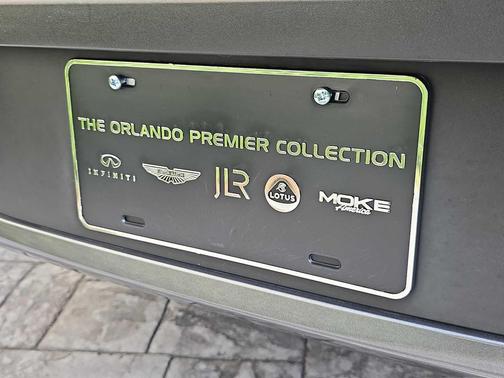 THE ORLANDO PREMIER COLLECTION
INFINITI JLR LOTUS MOKE
America